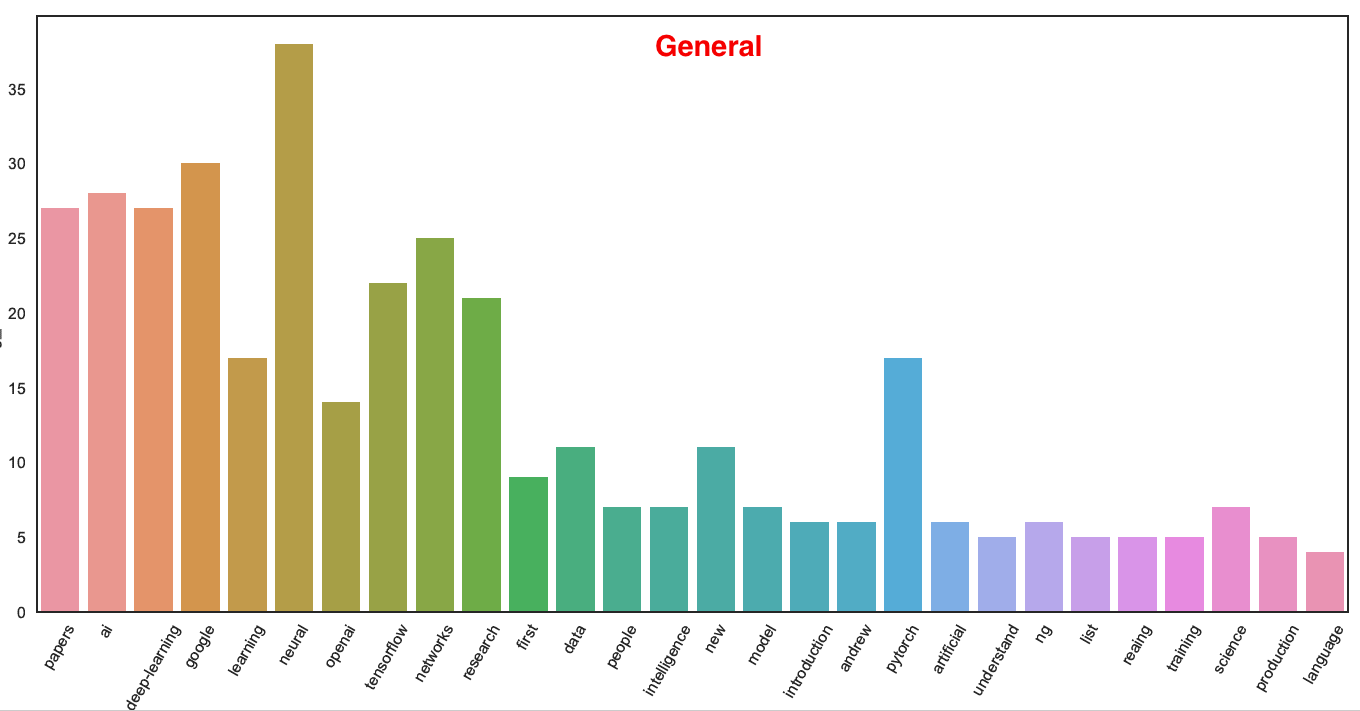 General
35
30
25
20
15
10
5
0
papers
ai
deep-learning
google
learning
neural
openai
tensorflow
networks
research
first
data
people
intelligence
new
model
introduction
andrew
pytorch
artificial
understand
ng
list
reaing
training
science
production
language